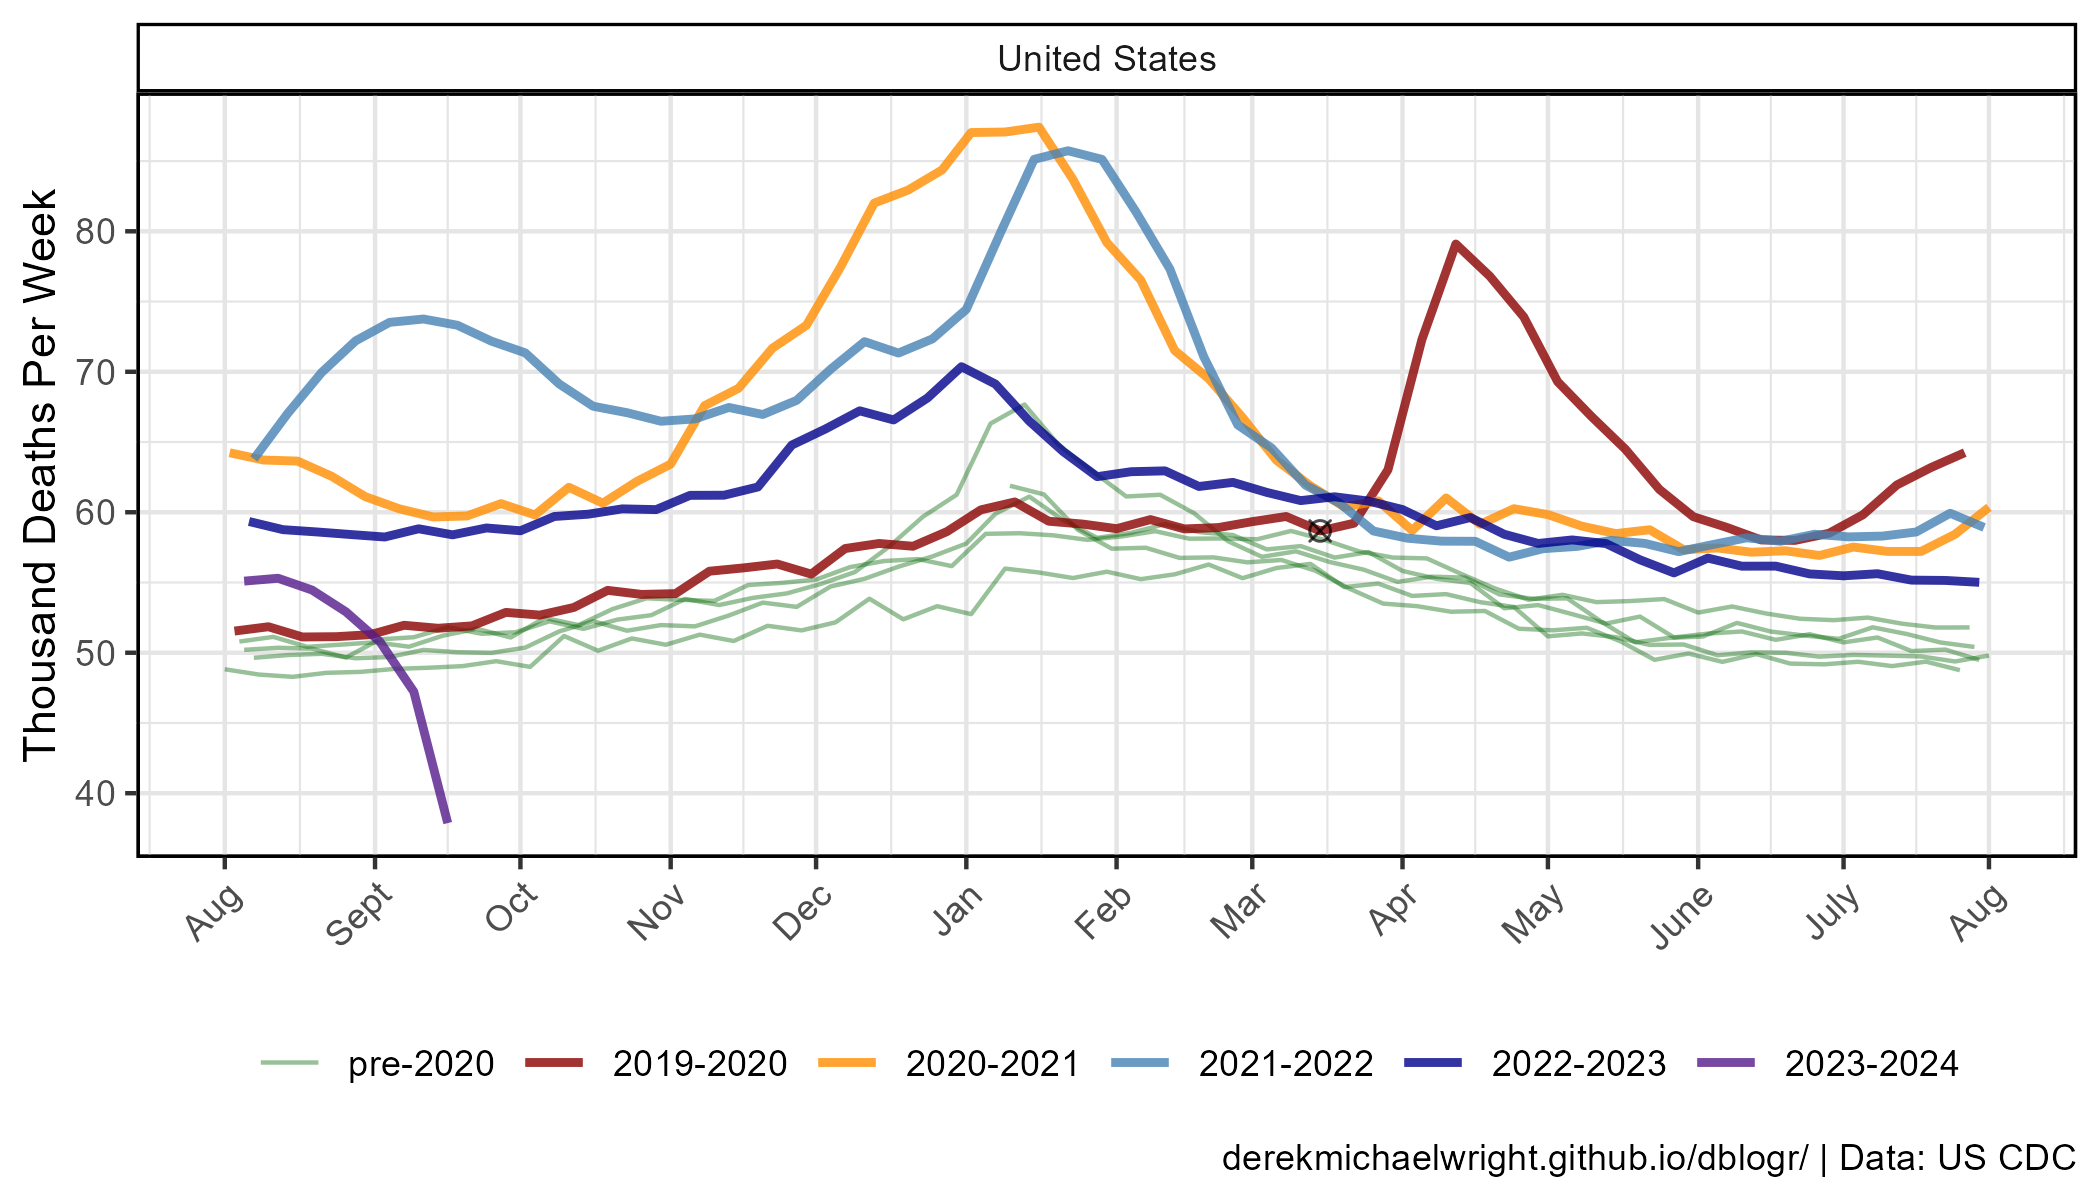 United States
Thousand Deaths Per Week
80
70
60
50
40
Aug Sept Oct Nov Dec Jan Feb Mar Apr May June July Aug
pre-2020 2019-2020 2020-2021 2021-2022 2022-2023 2023-2024
derekmichaelwright.github.io/dblogr/ | Data: US CDC